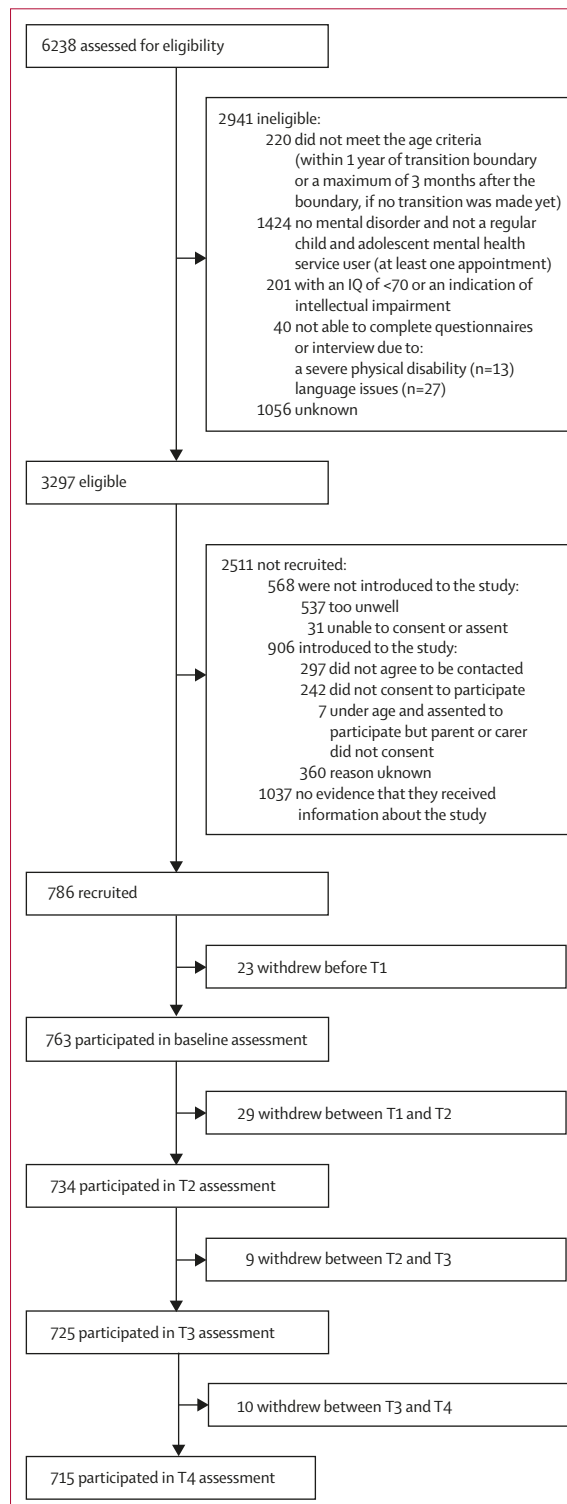 6238 assessed for eligibility
2941 ineligible:
220 did not meet the age criteria
(within 1 year of transition boundary
or a maximum of 3 months after the
boundary, if no transition was made yet)
1424 no mental disorder and not a regular
child and adolescent mental health
service user (at least one appointment)
201 with an IQ of <70 or an indication of
intellectual impairment
40 not able to complete questionnaires
or interview due to:
a severe physical disability (n=13)
language issues (n=27)
1056 unknown
3297 eligible
2511 not recruited:
568 were not introduced to the study:
537 too unwell
31 unable to consent or assent
906 introduced to the study:
297 did not agree to be contacted
242 did not consent to participate
7 under age and assented to
participate but parent or carer
did not consent
360 reason uknown
1037 no evidence that they received
information about the study
786 recruited
23 withdrew before T1
763 participated in baseline assessment
29 withdrew between T1 and T2
734 participated in T2 assessment
9 withdrew between T2 and T3
725 participated in T3 assessment
10 withdrew between T3 and T4
715 participated in T4 assessment